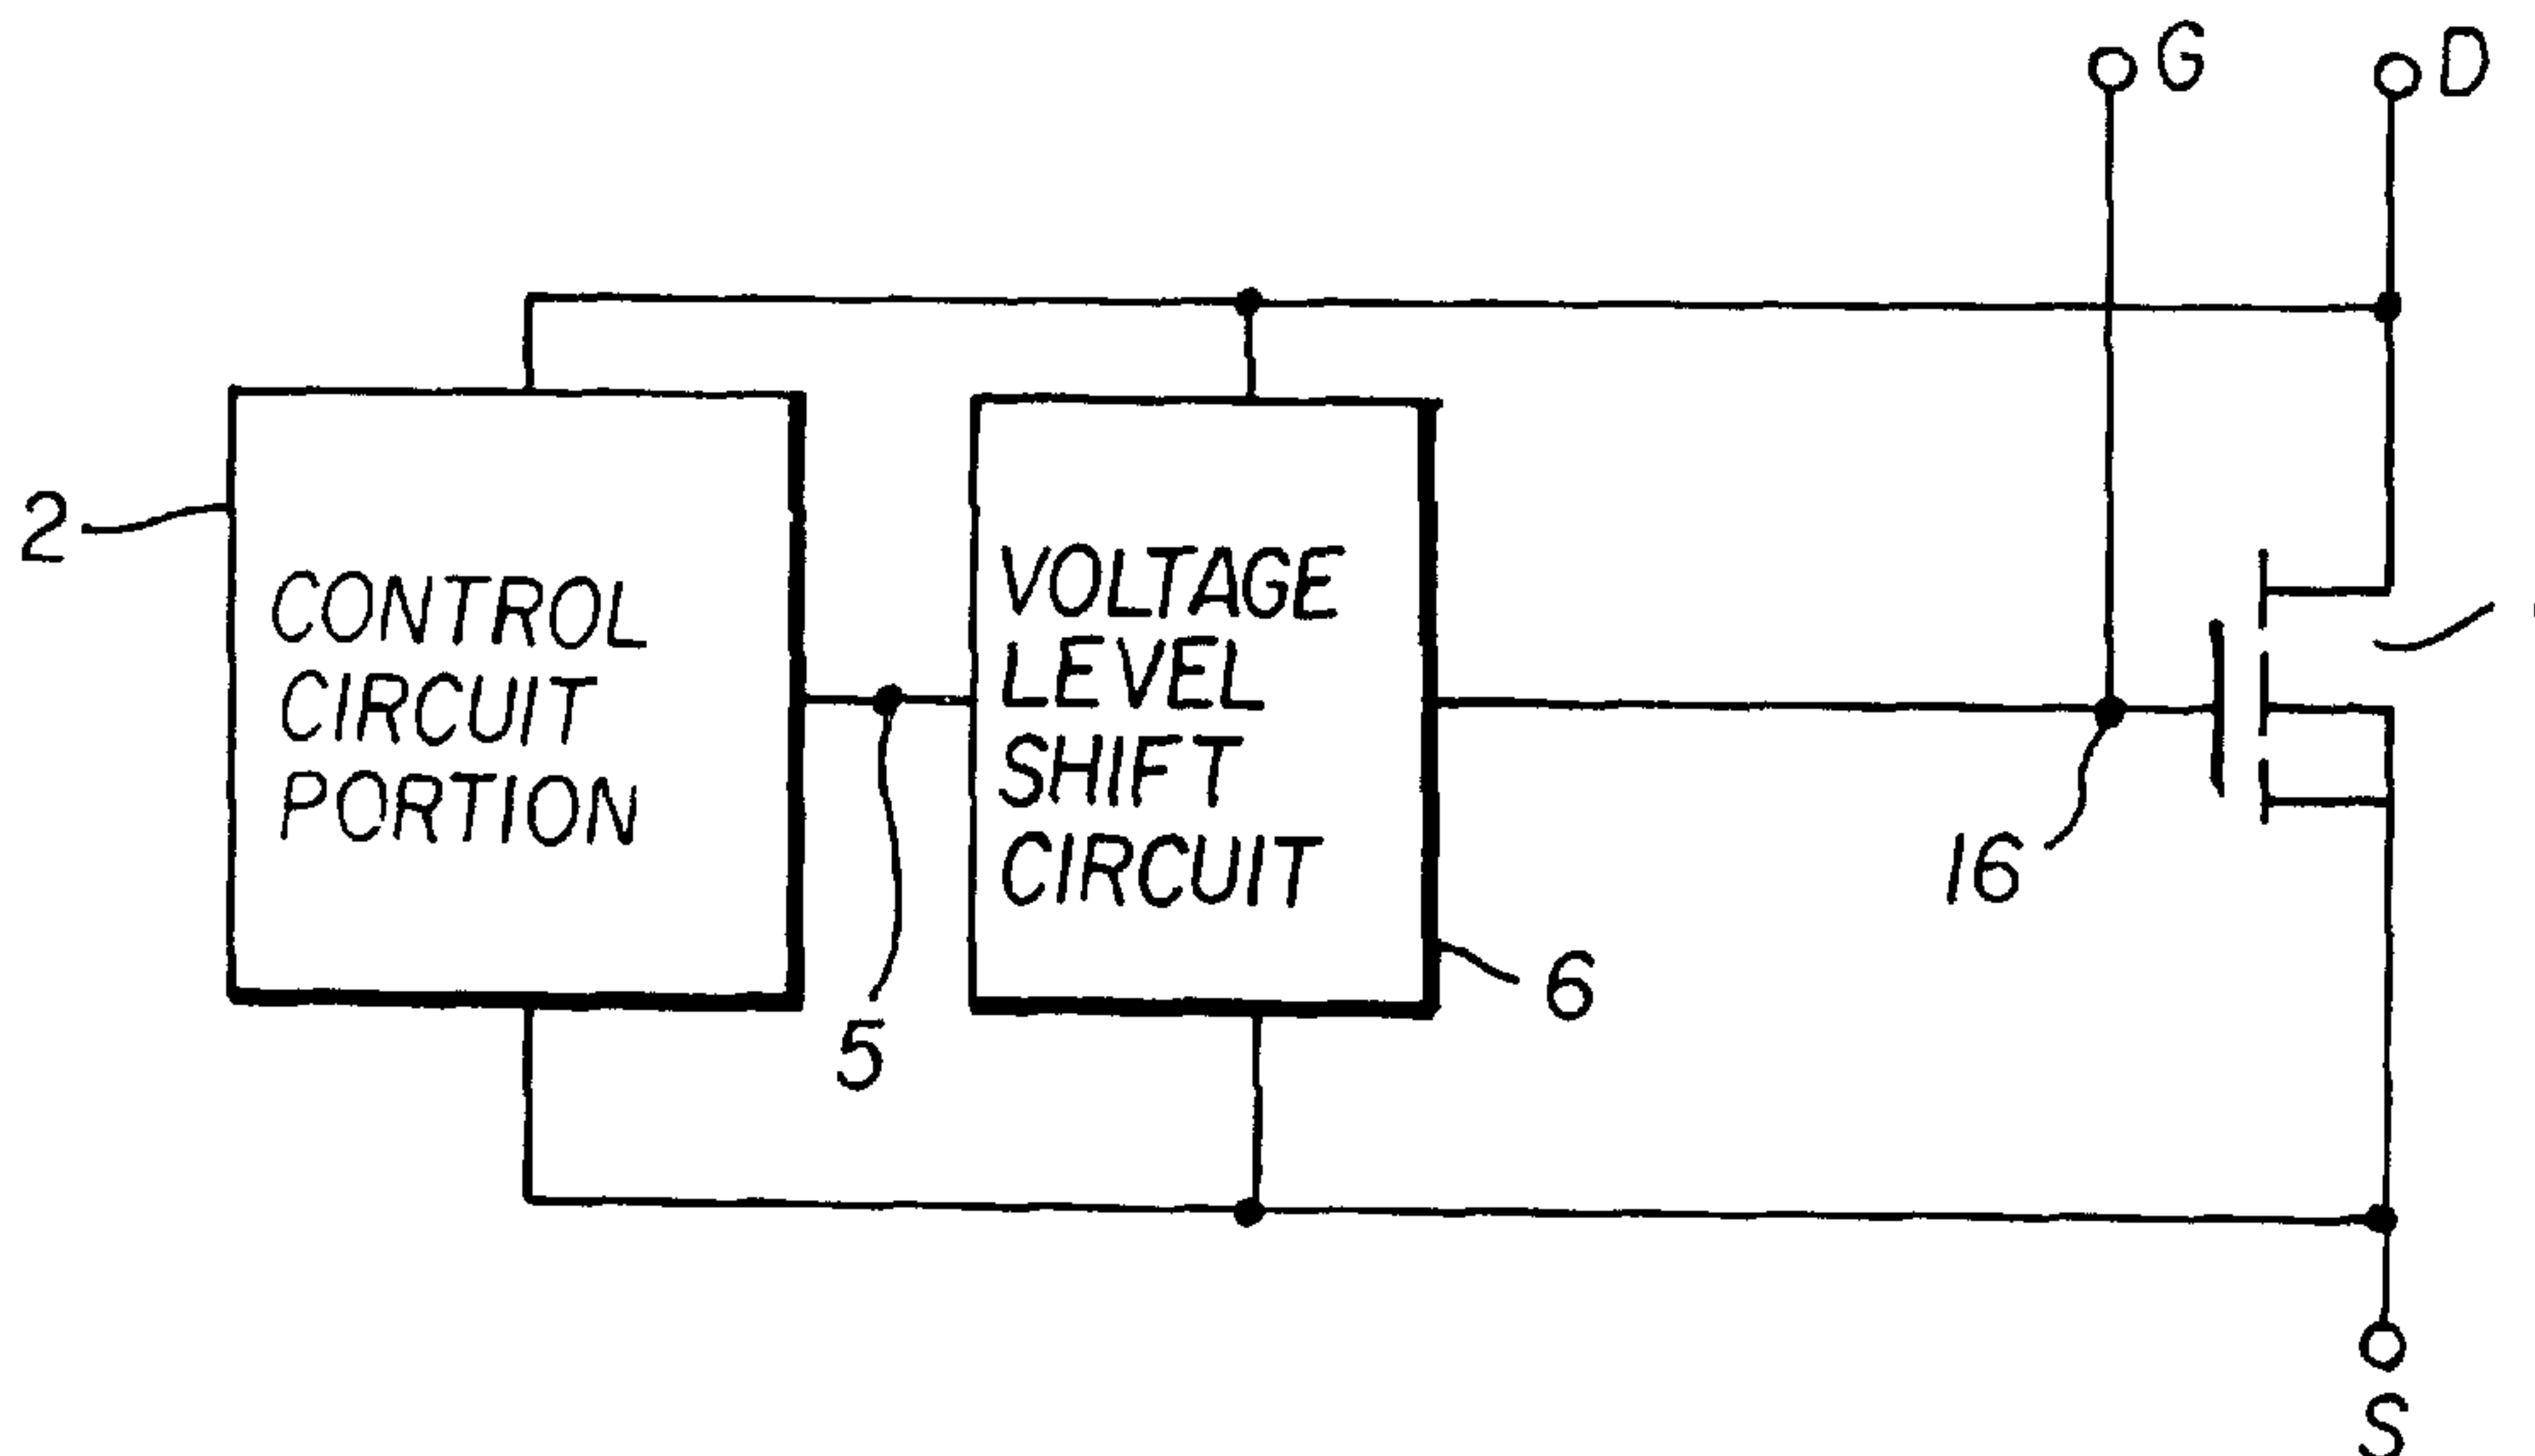 G
D
2
CONTROL
CIRCUIT
PORTION
VOLTAGE
LEVEL
SHIFT
CIRCUIT
16
6
5
S